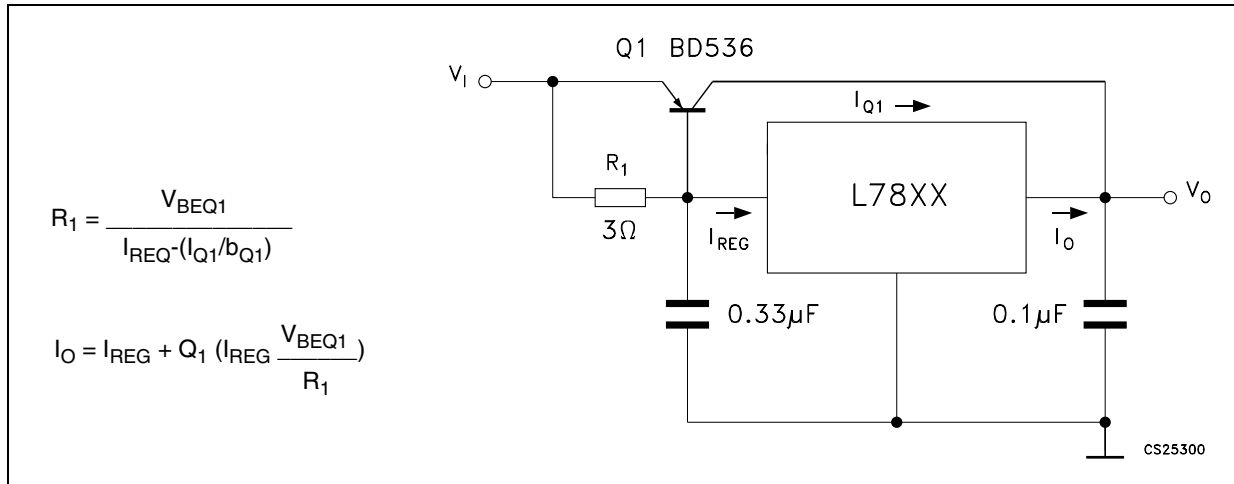 Q1 BD536
V_I
I_Q1
R_1
L78XX
V_O
3Ω
I_REG
I_O
0.33µF
0.1µF
R_1 = V_BEQ1 / I_REQ-(I_Q1/b_Q1)
I_O = I_REG + Q_1 (I_REG V_BEQ1 / R_1)
CS25300